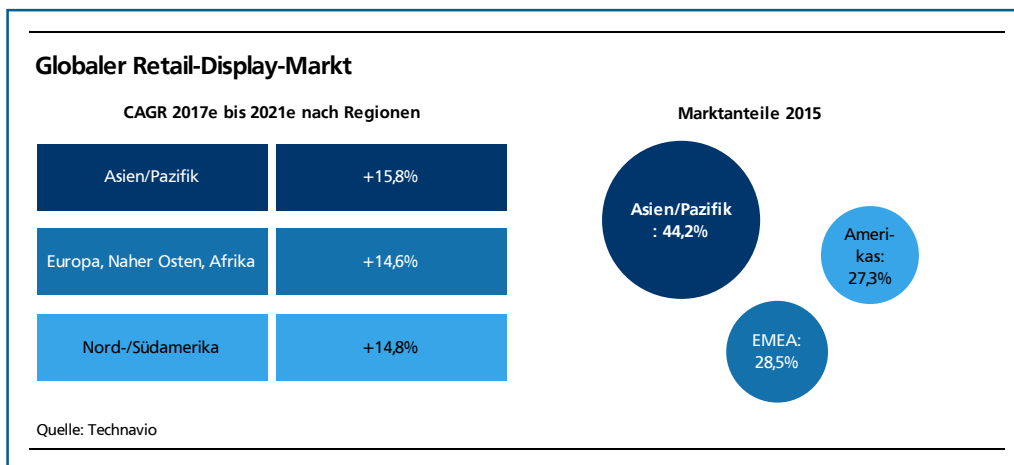 Globaler Retail-Display-Markt
CAGR 2017e bis 2021e nach Regionen
Asien/Pazifik +15,8%
Europa, Naher Osten, Afrika +14,6%
Nord-/Südamerika +14,8%
Marktanteile 2015
Asien/Pazifik
: 44,2%
Ameri-
kas:
27,3%
EMEA:
28,5%
Quelle: Technavio